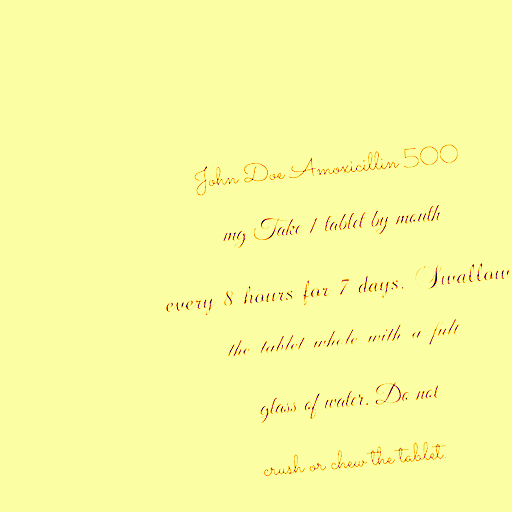 John Doe Amoxicillin 500
mg Take 1 tablet by mouth
every 8 hours for 7 days. Swallow
the tablet whole with a full
glass of water. Do not
crush or chew the tablet.